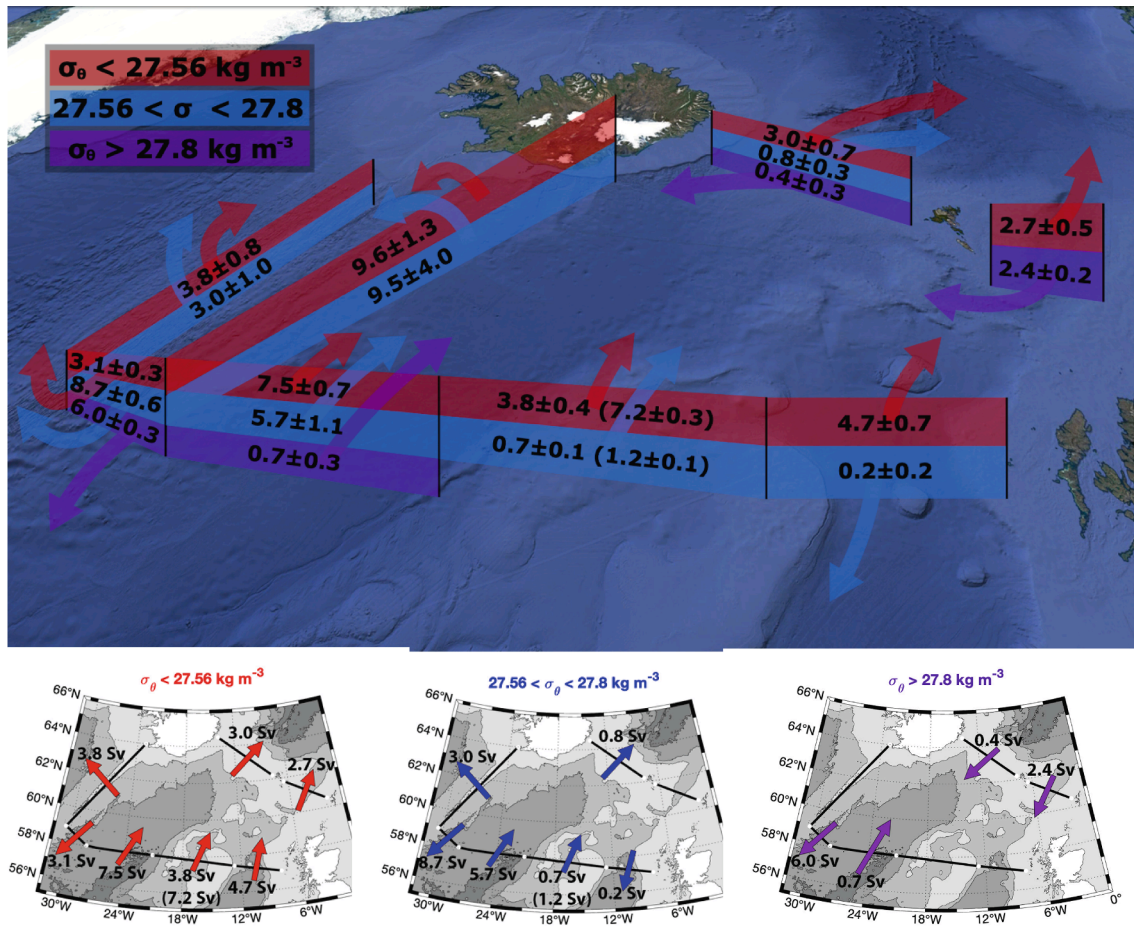 σθ < 27.56 kg m-3
27.56 < σ < 27.8
σθ > 27.8 kg m-3
3.0±0.7
0.8±0.3
0.4±0.3
2.7±0.5
2.4±0.2
9.6±1.3
9.5±4.0
3.8±0.8
3.0±1.0
3.1±0.3
8.7±0.6
6.0±0.3
7.5±0.7
5.7±1.1
0.7±0.3
3.8±0.4 (7.2±0.3)
0.7±0.1 (1.2±0.1)
4.7±0.7
0.2±0.2
σθ < 27.56 kg m-3
66°N
64°N
62°N
60°N
58°N
56°N
3.8 Sv
3.0 Sv
2.7 Sv
3.1 Sv
7.5 Sv
3.8 Sv
(7.2 Sv)
4.7 Sv
30°W
24°W
18°W
12°W
6°W
27.56 < σθ < 27.8 kg m-3
66°N
64°N
62°N
60°N
58°N
56°N
3.0 Sv
0.8 Sv
8.7 Sv
5.7 Sv
0.7 Sv
(1.2 Sv)
0.2 Sv
30°W
24°W
18°W
12°W
6°W
σθ > 27.8 kg m-3
66°N
64°N
62°N
60°N
58°N
56°N
0.4 Sv
2.4 Sv
6.0 Sv
0.7 Sv
30°W
24°W
18°W
12°W
6°W
0°